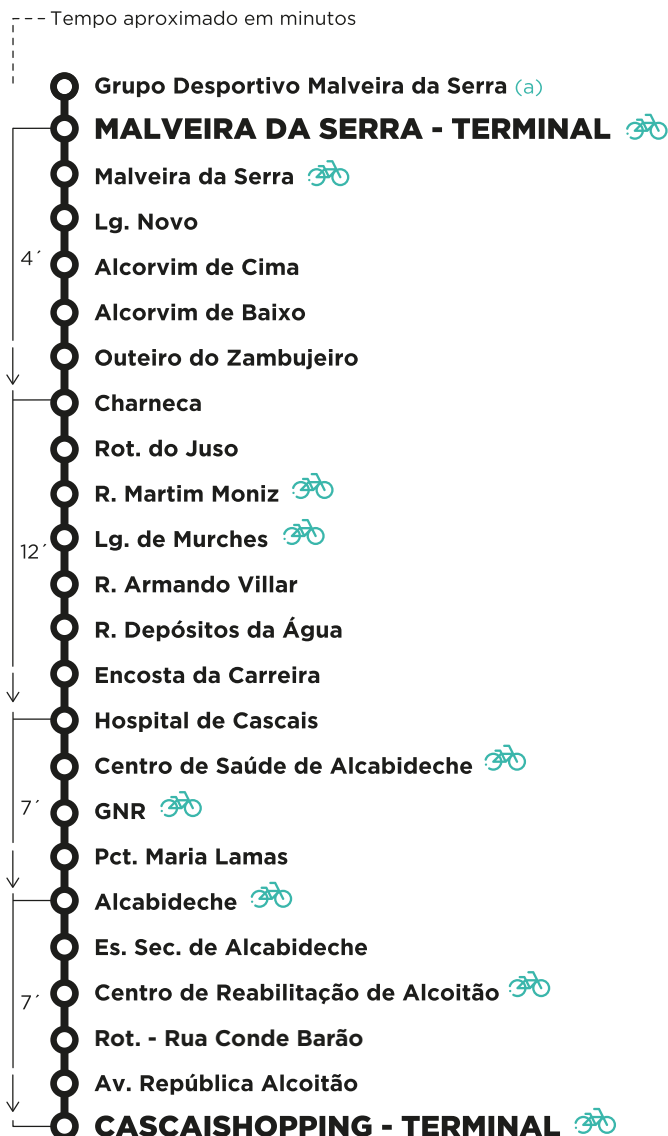 Tempo aproximado em minutos
Grupo Desportivo Malveira da Serra (a)
MALVEIRA DA SERRA - TERMINAL
Malveira da Serra
Lg. Novo
4´
Alcorvim de Cima
Alcorvim de Baixo
Outeiro do Zambujeiro
Charneca
Rot. do Juso
R. Martim Moniz
Lg. de Murches
12´
R. Armando Villar
R. Depósitos da Água
Encosta da Carreira
Hospital de Cascais
Centro de Saúde de Alcabideche
7´
GNR
Pct. Maria Lamas
Alcabideche
Es. Sec. de Alcabideche
Centro de Reabilitação de Alcoitão
7´
Rot. - Rua Conde Barão
Av. República Alcoitão
CASCAISHOPPING - TERMINAL